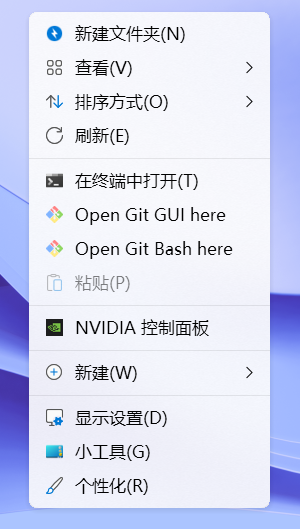 新建文件夹(N)
查看(V)
排序方式(O)
刷新(E)
在终端中打开(T)
Open Git GUI here
Open Git Bash here
粘贴(P)
NVIDIA 控制面板
新建(W)
显示设置(D)
小工具(G)
个性化(R)